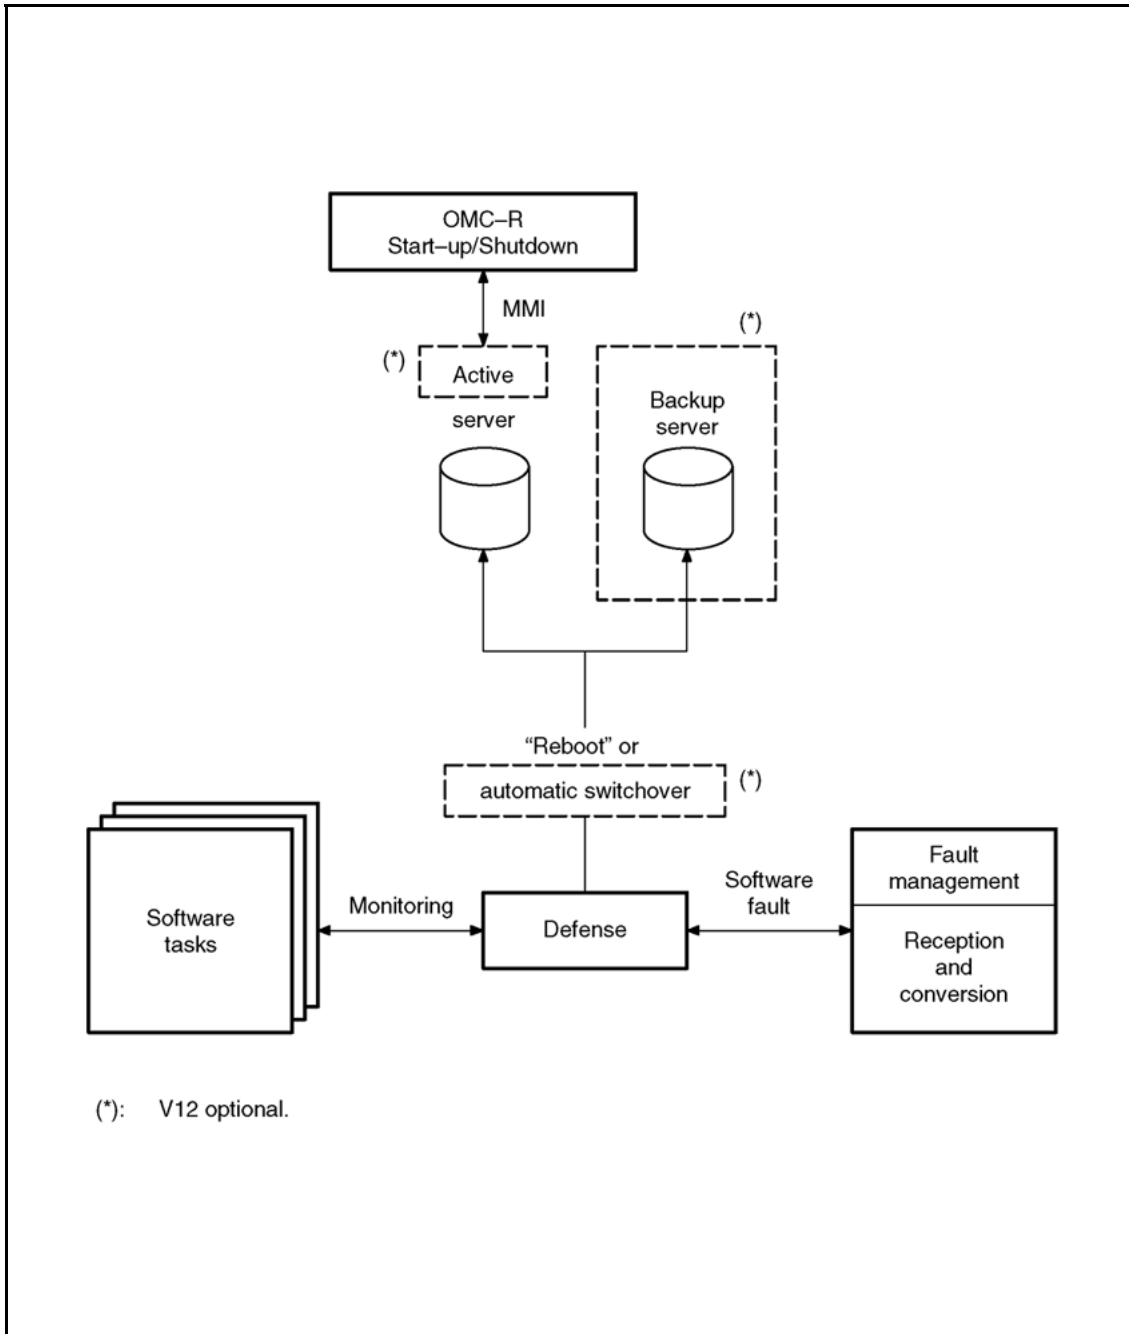 OMC–R
Start–up/Shutdown
MMI
(*)
(*)
Active
server
Backup
server
“Reboot” or
automatic switchover
(*)
Software
tasks
Monitoring
Defense
Software
fault
Fault
management
Reception
and
conversion
(*): V12 optional.